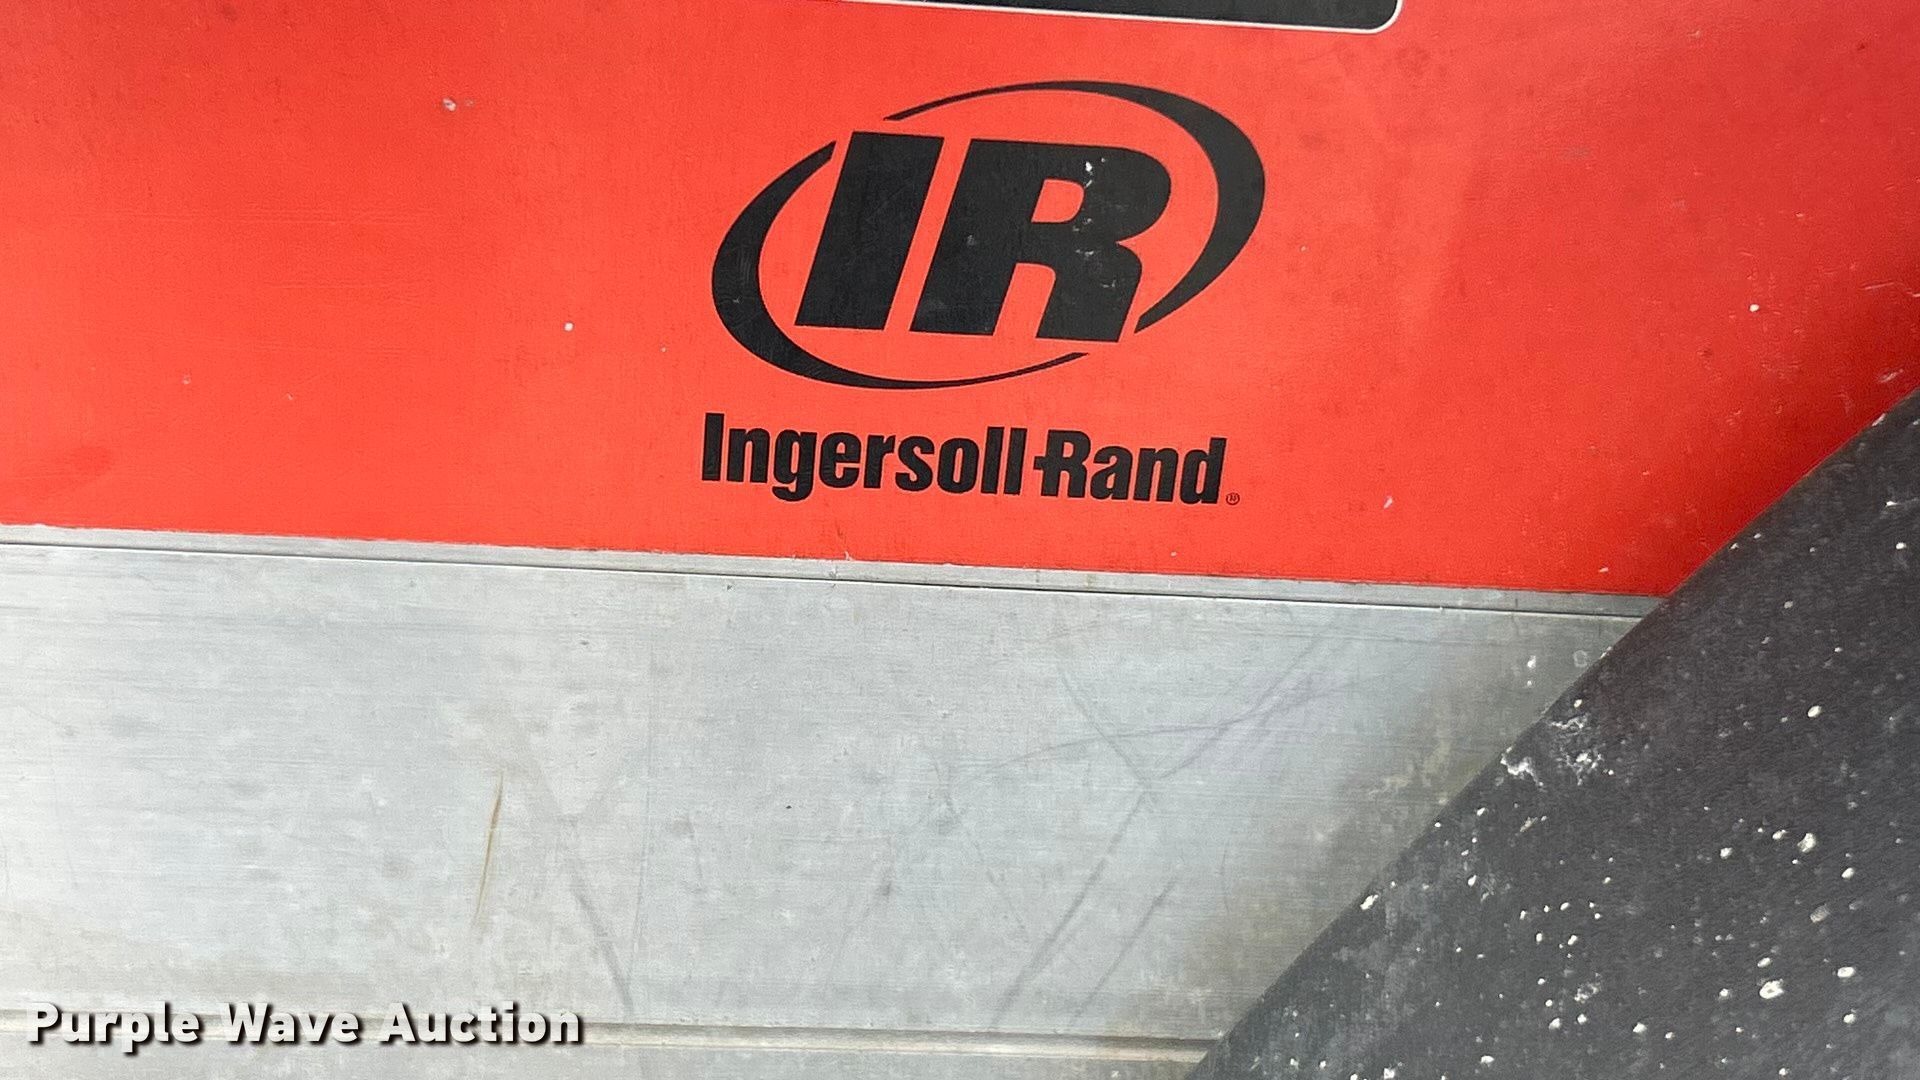 IR
Ingersoll-Rand®
Purple Wave Auction